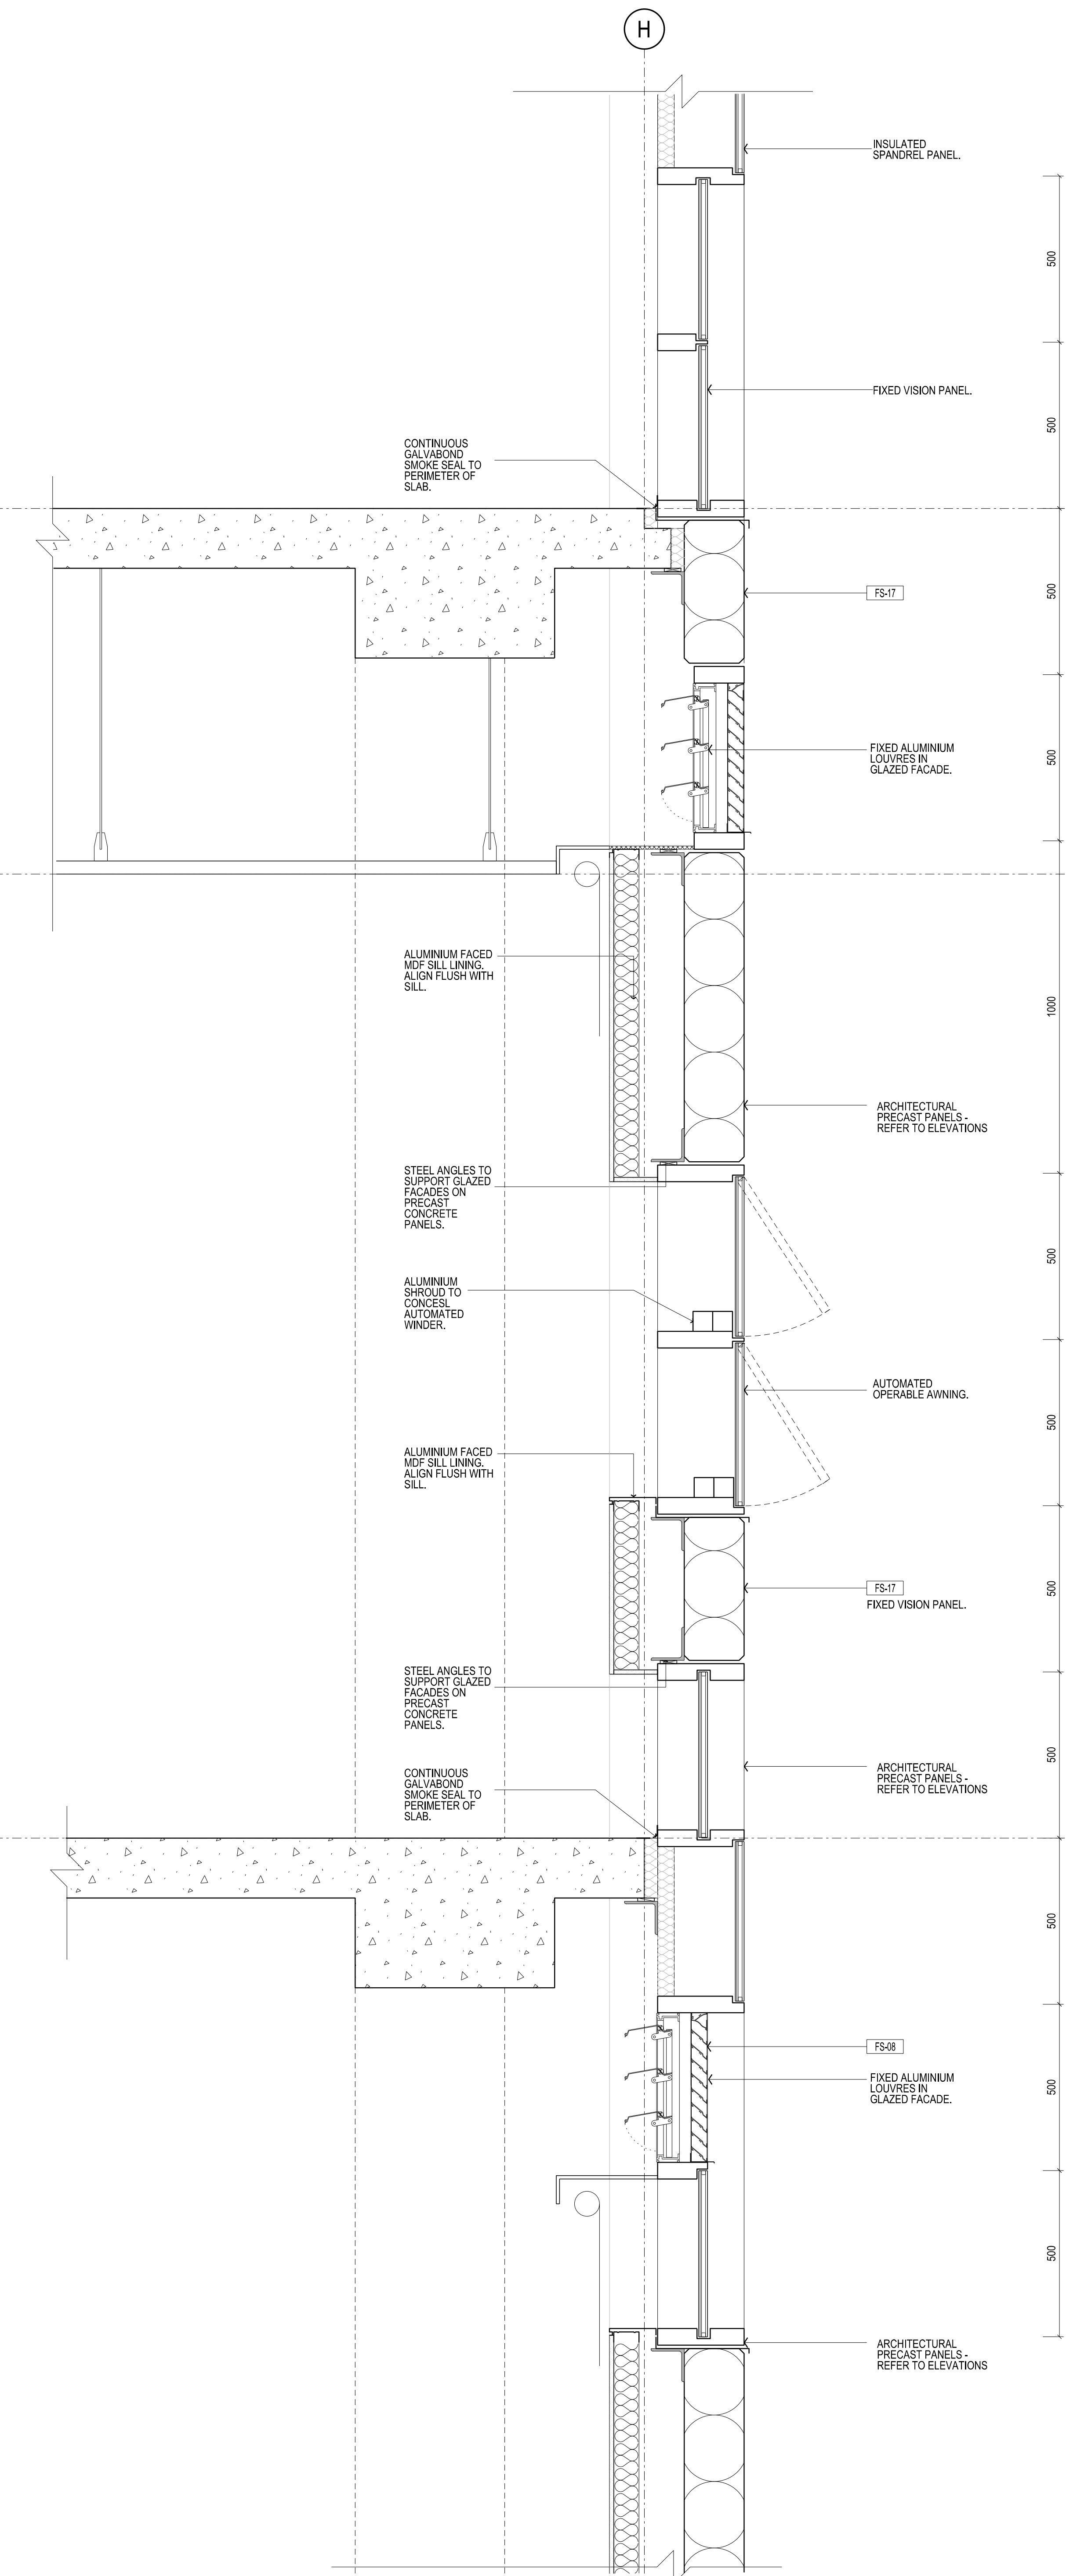 H
INSULATED
SPANDREL PANEL.
500
500
FIXED VISION PANEL.
CONTINUOUS
GALVABOND
SMOKE SEAL TO
PERIMETER OF
SLAB.
500
FS-17
500
FIXED ALUMINIUM
LOUVRES IN
GLAZED FACADE.
ALUMINIUM FACED
MDF SILL LINING.
ALIGN FLUSH WITH
SILL.
1000
ARCHITECTURAL
PRECAST PANELS -
REFER TO ELEVATIONS
STEEL ANGLES TO
SUPPORT GLAZED
FACADES ON
PRECAST
CONCRETE
PANELS.
500
ALUMINIUM
SHROUD TO
CONCESL
AUTOMATED
WINDER.
AUTOMATED
OPERABLE AWNING.
500
ALUMINIUM FACED
MDF SILL LINING.
ALIGN FLUSH WITH
SILL.
500
FS-17
FIXED VISION PANEL.
STEEL ANGLES TO
SUPPORT GLAZED
FACADES ON
PRECAST
CONCRETE
PANELS.
500
ARCHITECTURAL
PRECAST PANELS -
REFER TO ELEVATIONS
CONTINUOUS
GALVABOND
SMOKE SEAL TO
PERIMETER OF
SLAB.
500
FS-08
500
FIXED ALUMINIUM
LOUVRES IN
GLAZED FACADE.
500
ARCHITECTURAL
PRECAST PANELS -
REFER TO ELEVATIONS